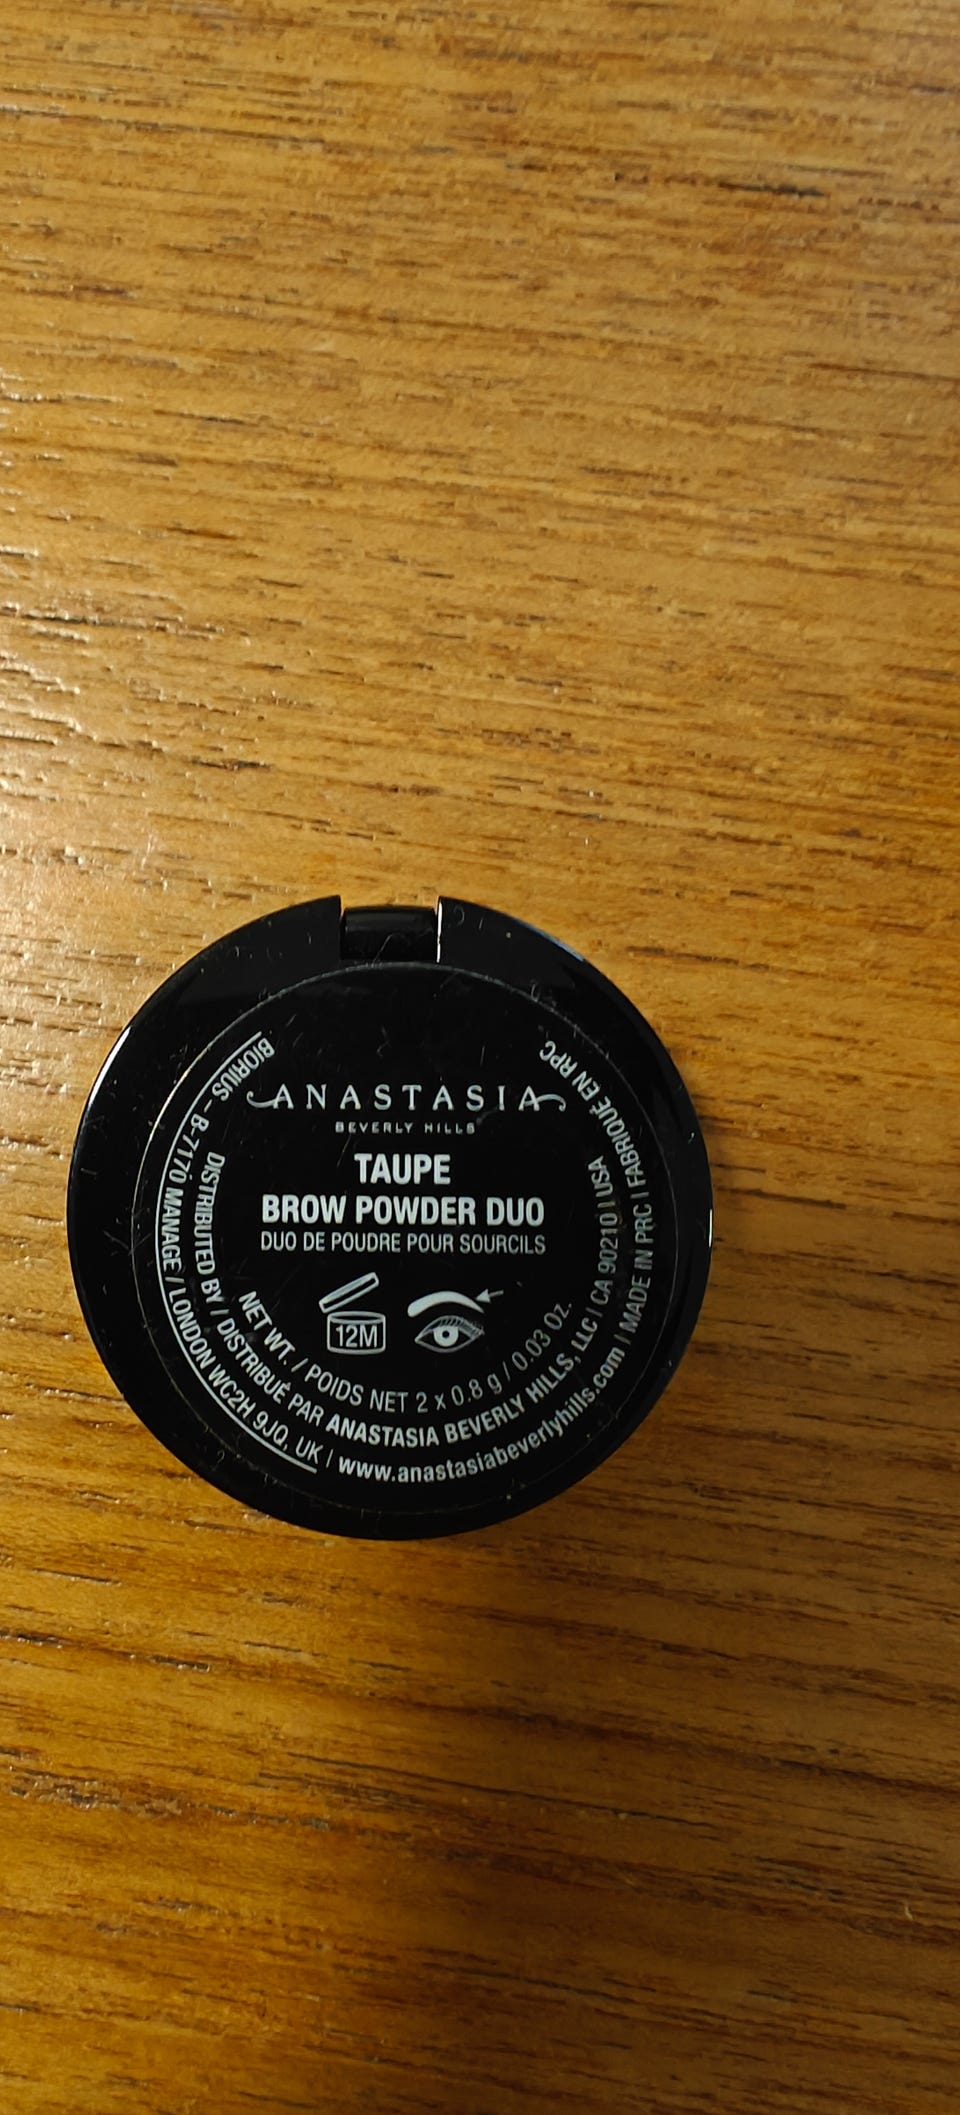 ANASTASIA
BEVERLY HILLS
TAUPE
BROW POWDER DUO
DUO DE POUDRE POUR SOURCILS
12M
NET WT. / POIDS NET 2 x 0.8 g / 0.03 Oz.
DISTRIBUTED BY / DISTRIBUÉ PAR ANASTASIA BEVERLY HILLS, LLC | CA 90210 | USA
BIORIUS – B-7170 MANAGE / LONDON WC2H 9JQ, UK | www.anastasiabeverlyhills.com | MADE IN PRC | FABRIQUÉ EN RPC